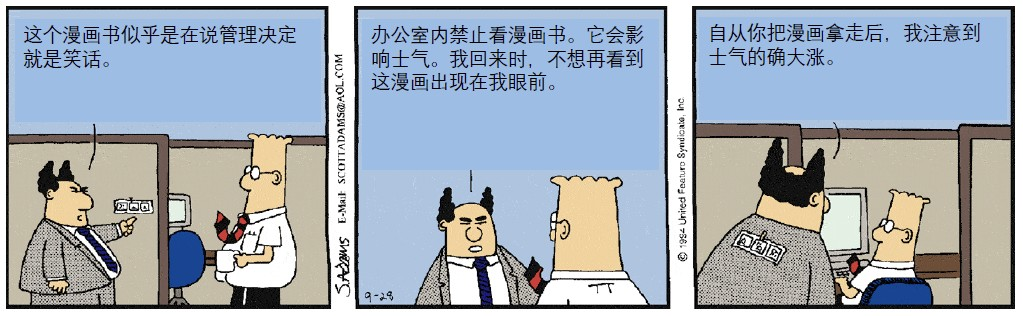 这个漫画书似乎是在说管理决定
就是笑话。
办公室内禁止看漫画书。它会影
响士气。我回来时，不想再看到
这漫画出现在我眼前。
自从你把漫画拿走后，我注意到
士气的确大涨。
S.ADAMS E-Mail: SCOTTADAMS@AOL.COM
9-28
© 1994 United Feature Syndicate, Inc.